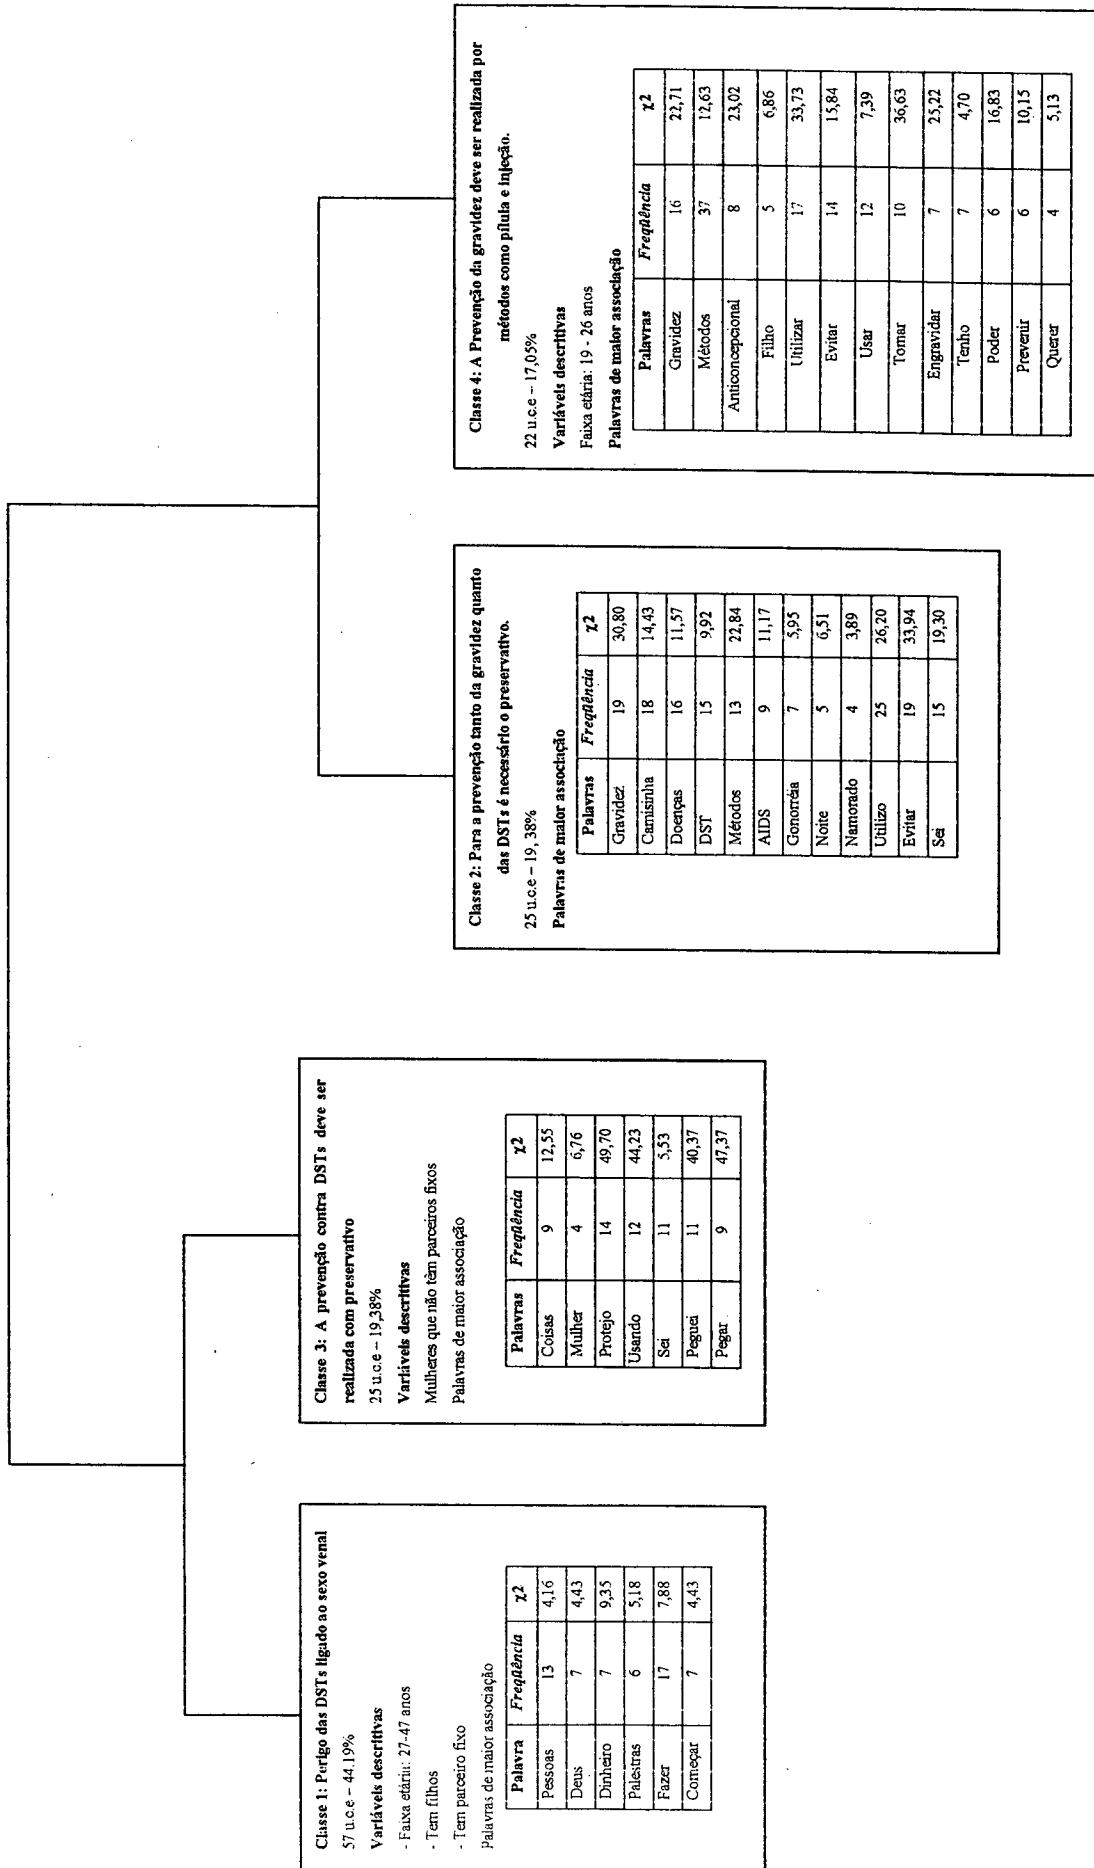 Classe 1: Perigo das DSTs ligado ao sexo venal
57 u.c.e – 44.19%
Variáveis descritivas
- Faixa etária: 27-47 anos
- Tem filhos
- Tem parceiro fixo
Palavras de maior associação
Palavra Freqüência χ2
Pessoas 13 4,16
Deus 7 4,43
Dinheiro 7 9,35
Palestras 6 5,18
Fazer 17 7,88
Começar 7 4,43
Classe 3: A prevenção contra DSTs deve ser
realizada com preservativo
25 u.c.e – 19,38%
Variáveis descritivas
Mulheres que não têm parceiros fixos
Palavras de maior associação
Palavras Freqüência χ2
Coisas 9 12,55
Mulher 4 6,76
Protejo 14 49,70
Usando 12 44,23
Sei 11 5,53
Peguei 11 40,37
Pegar 9 47,37
Classe 2: Para a prevenção tanto da gravidez quanto
das DSTs é necessário o preservativo.
25 u.c.e – 19, 38%
Palavras de maior associação
Palavras Freqüência χ2
Gravidez 19 30,80
Camisinha 18 14,43
Doenças 16 11,57
DST 15 9,92
Métodos 13 22,84
AIDS 9 11,17
Gonorréia 7 5,95
Noite 5 6,51
Namorado 4 3,89
Utilizo 25 26,20
Evitar 19 33,94
Sei 15 19,30
Classe 4: A Prevenção da gravidez deve ser realizada por
métodos como pílula e injeção.
22 u.c.e – 17,05%
Variáveis descritivas
Faixa etária: 19 - 26 anos
Palavras de maior associação
Palavras Freqüência χ2
Gravidez 16 22,71
Métodos 37 12,63
Anticoncepcional 8 23,02
Filho 5 6,86
Utilizar 17 33,73
Evitar 14 15,84
Usar 12 7,39
Tomar 10 36,63
Engravidar 7 25,22
Tenho 7 4,70
Poder 6 16,83
Prevenir 6 10,15
Querer 4 5,13